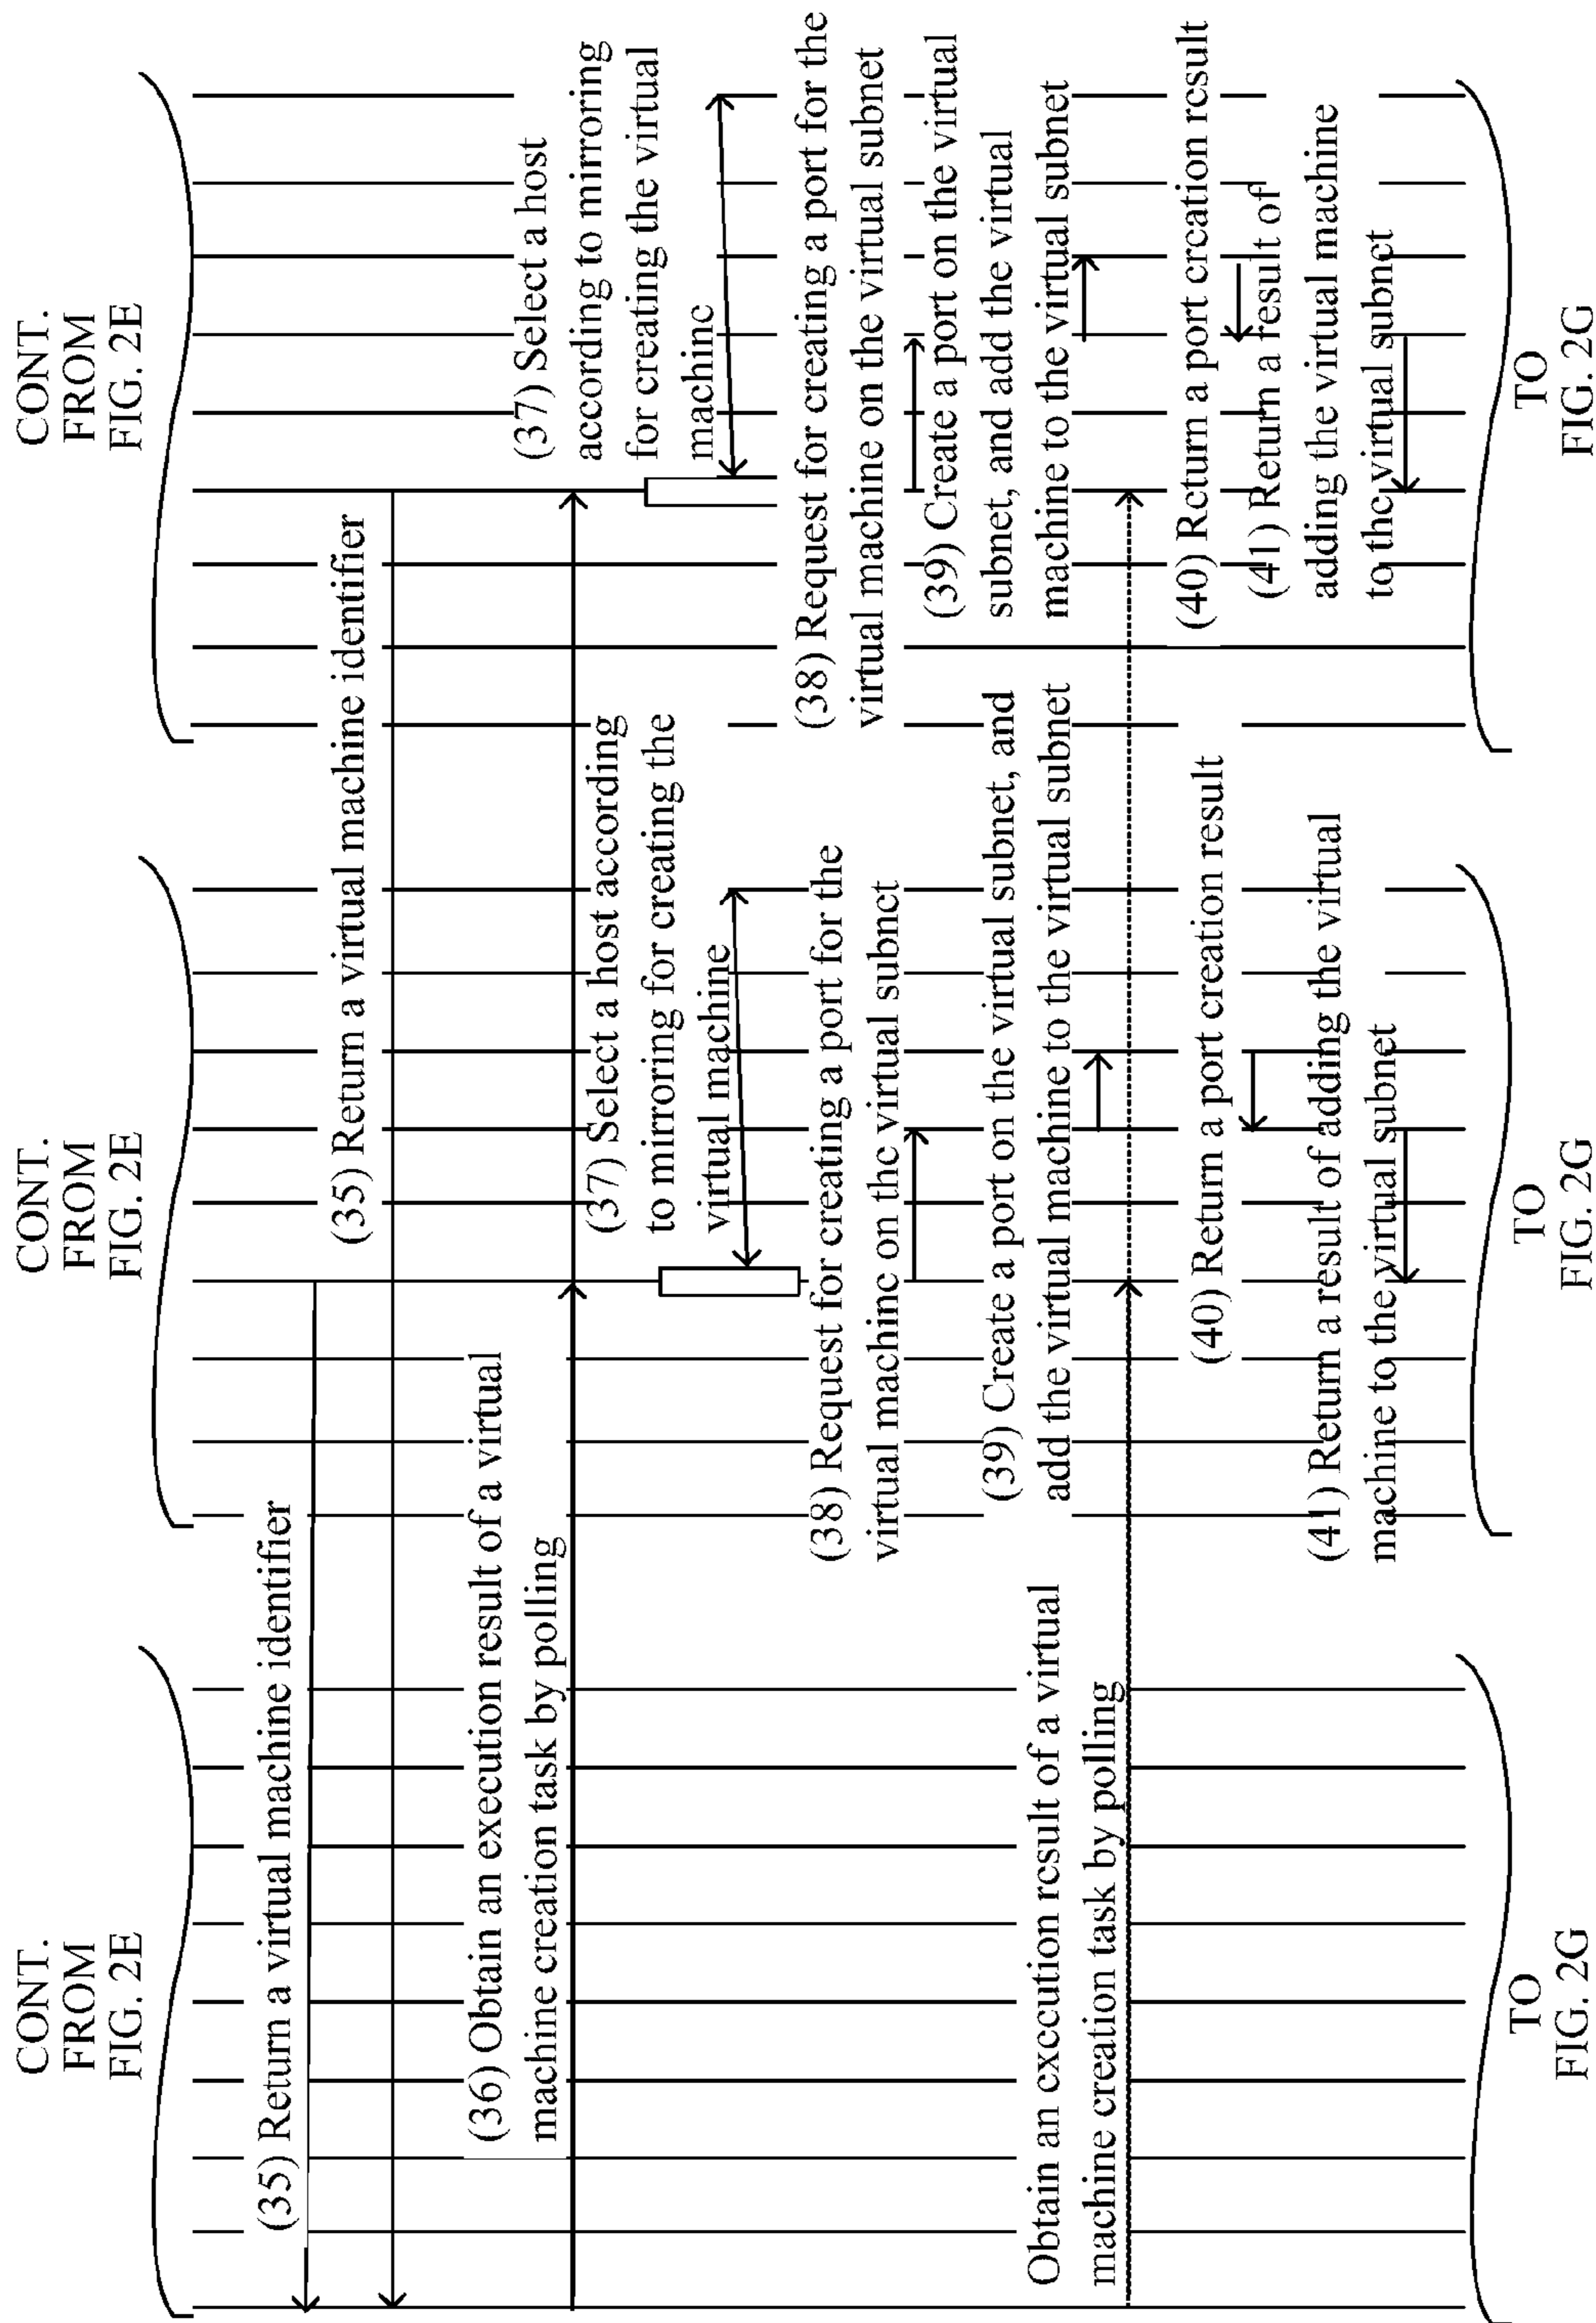 CONT.
FROM
FIG. 2E
CONT.
FROM
FIG. 2E
CONT.
FROM
FIG. 2E
(35) Return a virtual machine identifier
(35) Return a virtual machine identifier
(36) Obtain an execution result of a virtual
machine creation task by polling
(37) Select a host according
to mirroring for creating the
virtual machine
(37) Select a host
according to mirroring
for creating the virtual
machine
(38) Request for creating a port for the
virtual machine on the virtual subnet
(38) Request for creating a port for the
virtual machine on the virtual subnet
(39) Create a port on the virtual subnet, and
add the virtual machine to the virtual subnet
(39) Create a port on the virtual
subnet, and add the virtual
machine to the virtual subnet
Obtain an execution result of a virtual
machine creation task by polling
(40) Return a port creation result
(40) Return a port creation result
(41) Return a result of adding the virtual
machine to the virtual subnet
(41) Return a result of
adding the virtual machine
to the virtual subnet
TO
FIG. 2G
TO
FIG. 2G
TO
FIG. 2G